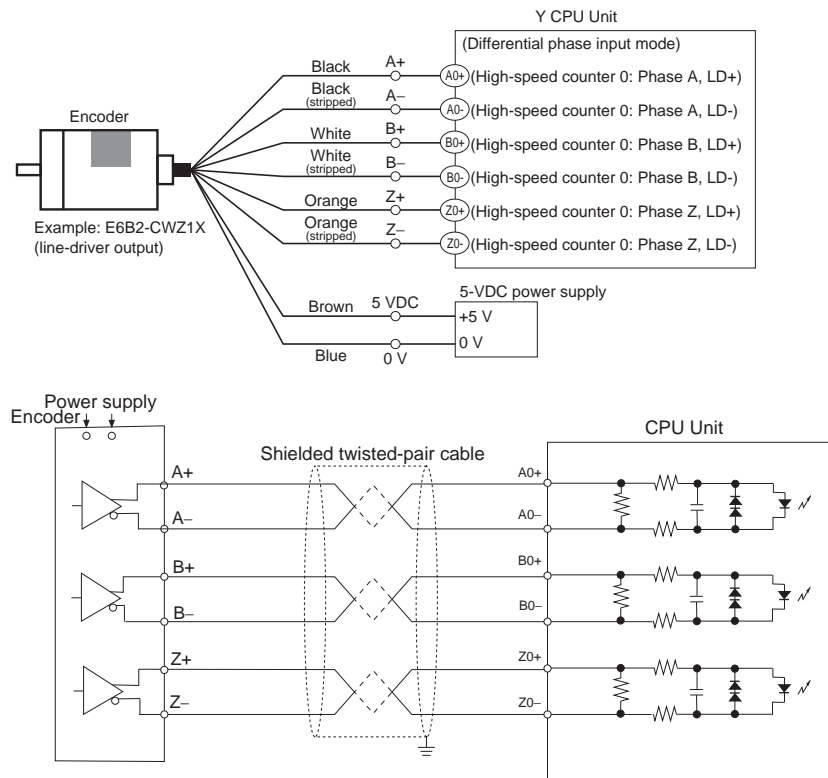 Y CPU Unit
(Differential phase input mode)
Black A+ A0+ (High-speed counter 0: Phase A, LD+)
Black (stripped) A− A0- (High-speed counter 0: Phase A, LD-)
Encoder
White B+ B0+ (High-speed counter 0: Phase B, LD+)
White (stripped) B− B0- (High-speed counter 0: Phase B, LD-)
Orange Z+ Z0+ (High-speed counter 0: Phase Z, LD+)
Orange (stripped) Z− Z0- (High-speed counter 0: Phase Z, LD-)
Example: E6B2-CWZ1X
(line-driver output)
5-VDC power supply
Brown 5 VDC +5 V
Blue 0 V 0 V
Power supply
Encoder
CPU Unit
Shielded twisted-pair cable
A+ A0+
A− A0−
B+ B0+
B− B0−
Z+ Z0+
Z− Z0−